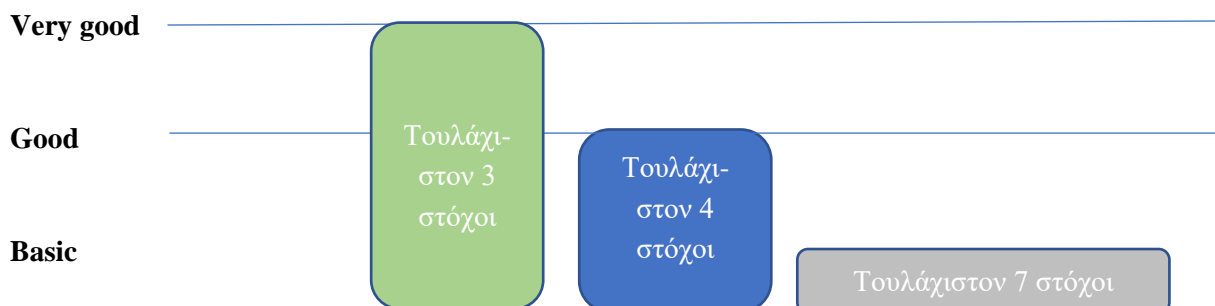 Very good
Good
Basic
Τουλάχι-
στον 3
στόχοι
Τουλάχι-
στον 4
στόχοι
Τουλάχιστον 7 στόχοι